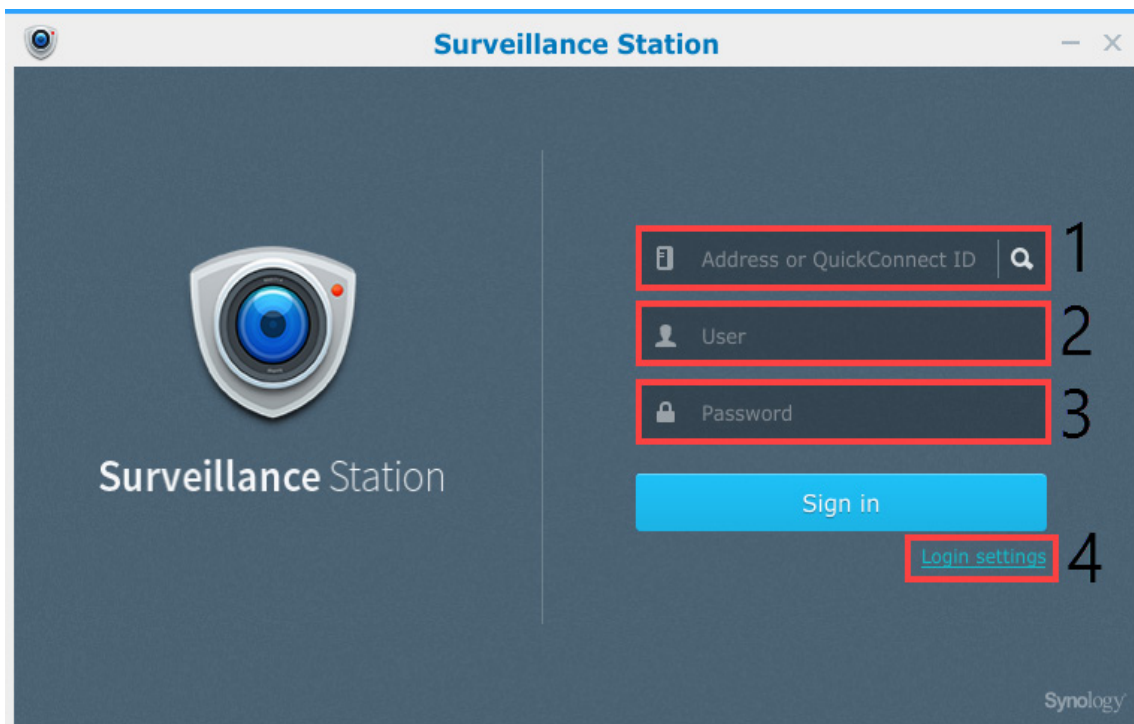 Surveillance Station
Address or QuickConnect ID
1
User
2
Password
3
Surveillance Station
Sign in
Login settings
4
Synology